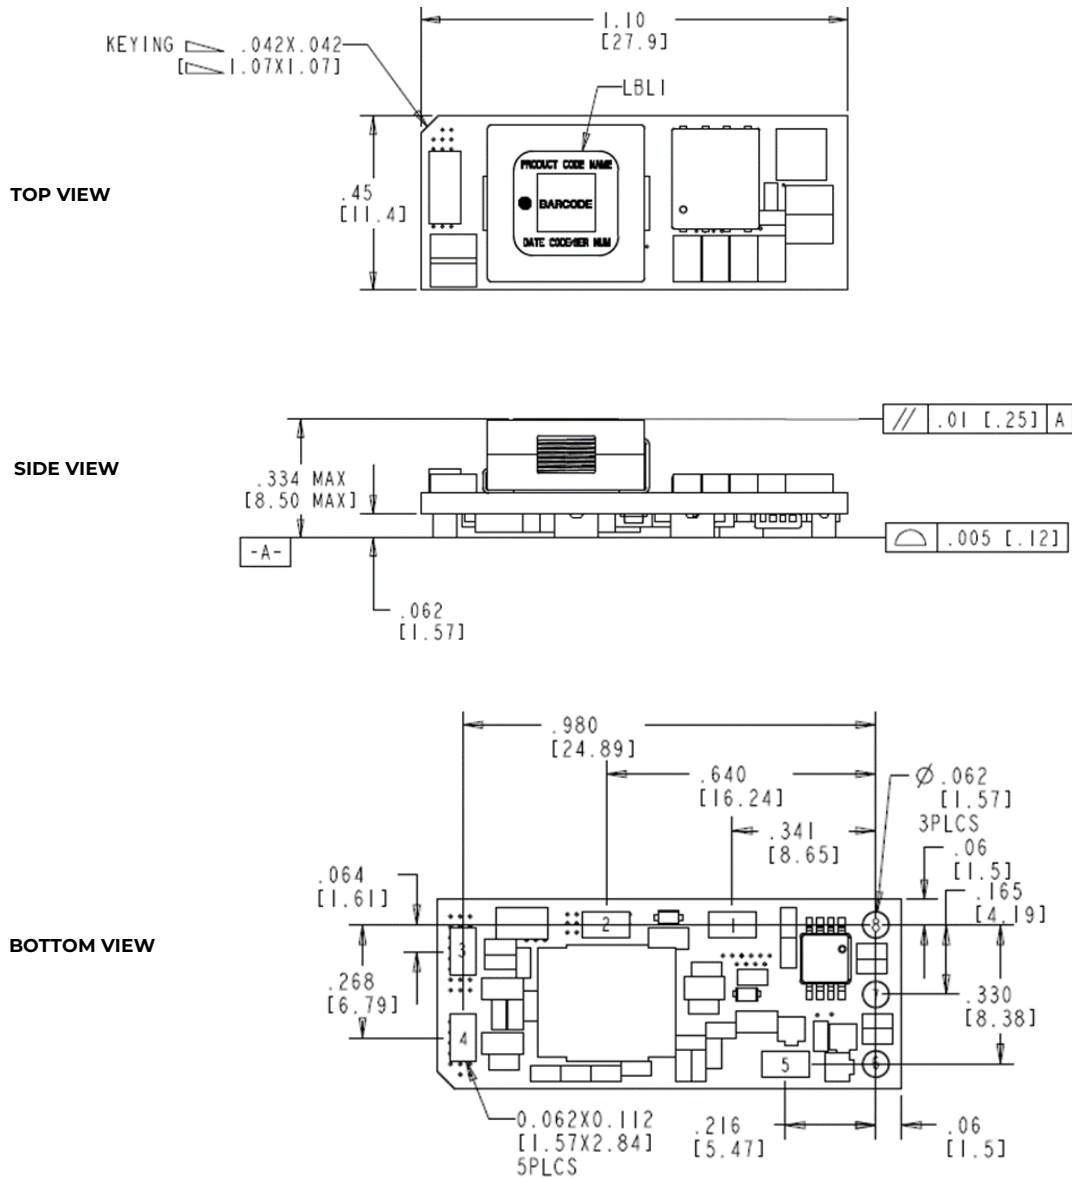 1.10
[27.9]
KEYING .042X.042
[1.07X1.07]
LBL1
PRODUCT CODE NAME
BARCODE
DATE CODE/SER NUM
TOP VIEW
.45
[11.4]
SIDE VIEW
// .01 [.25] A
.334 MAX
[8.50 MAX]
-A-
.005 [.12]
.062
[1.57]
.980
[24.89]
.640
[16.24]
Ø.062
[1.57]
3PLCS
.341
[8.65]
.06
[1.5]
.064
[1.61]
.165
[4.19]
BOTTOM VIEW
2
1
8
3
7
.268
[6.79]
.330
[8.38]
4
5
6
0.062X0.112
[1.57X2.84]
5PLCS
.216
[5.47]
.06
[1.5]